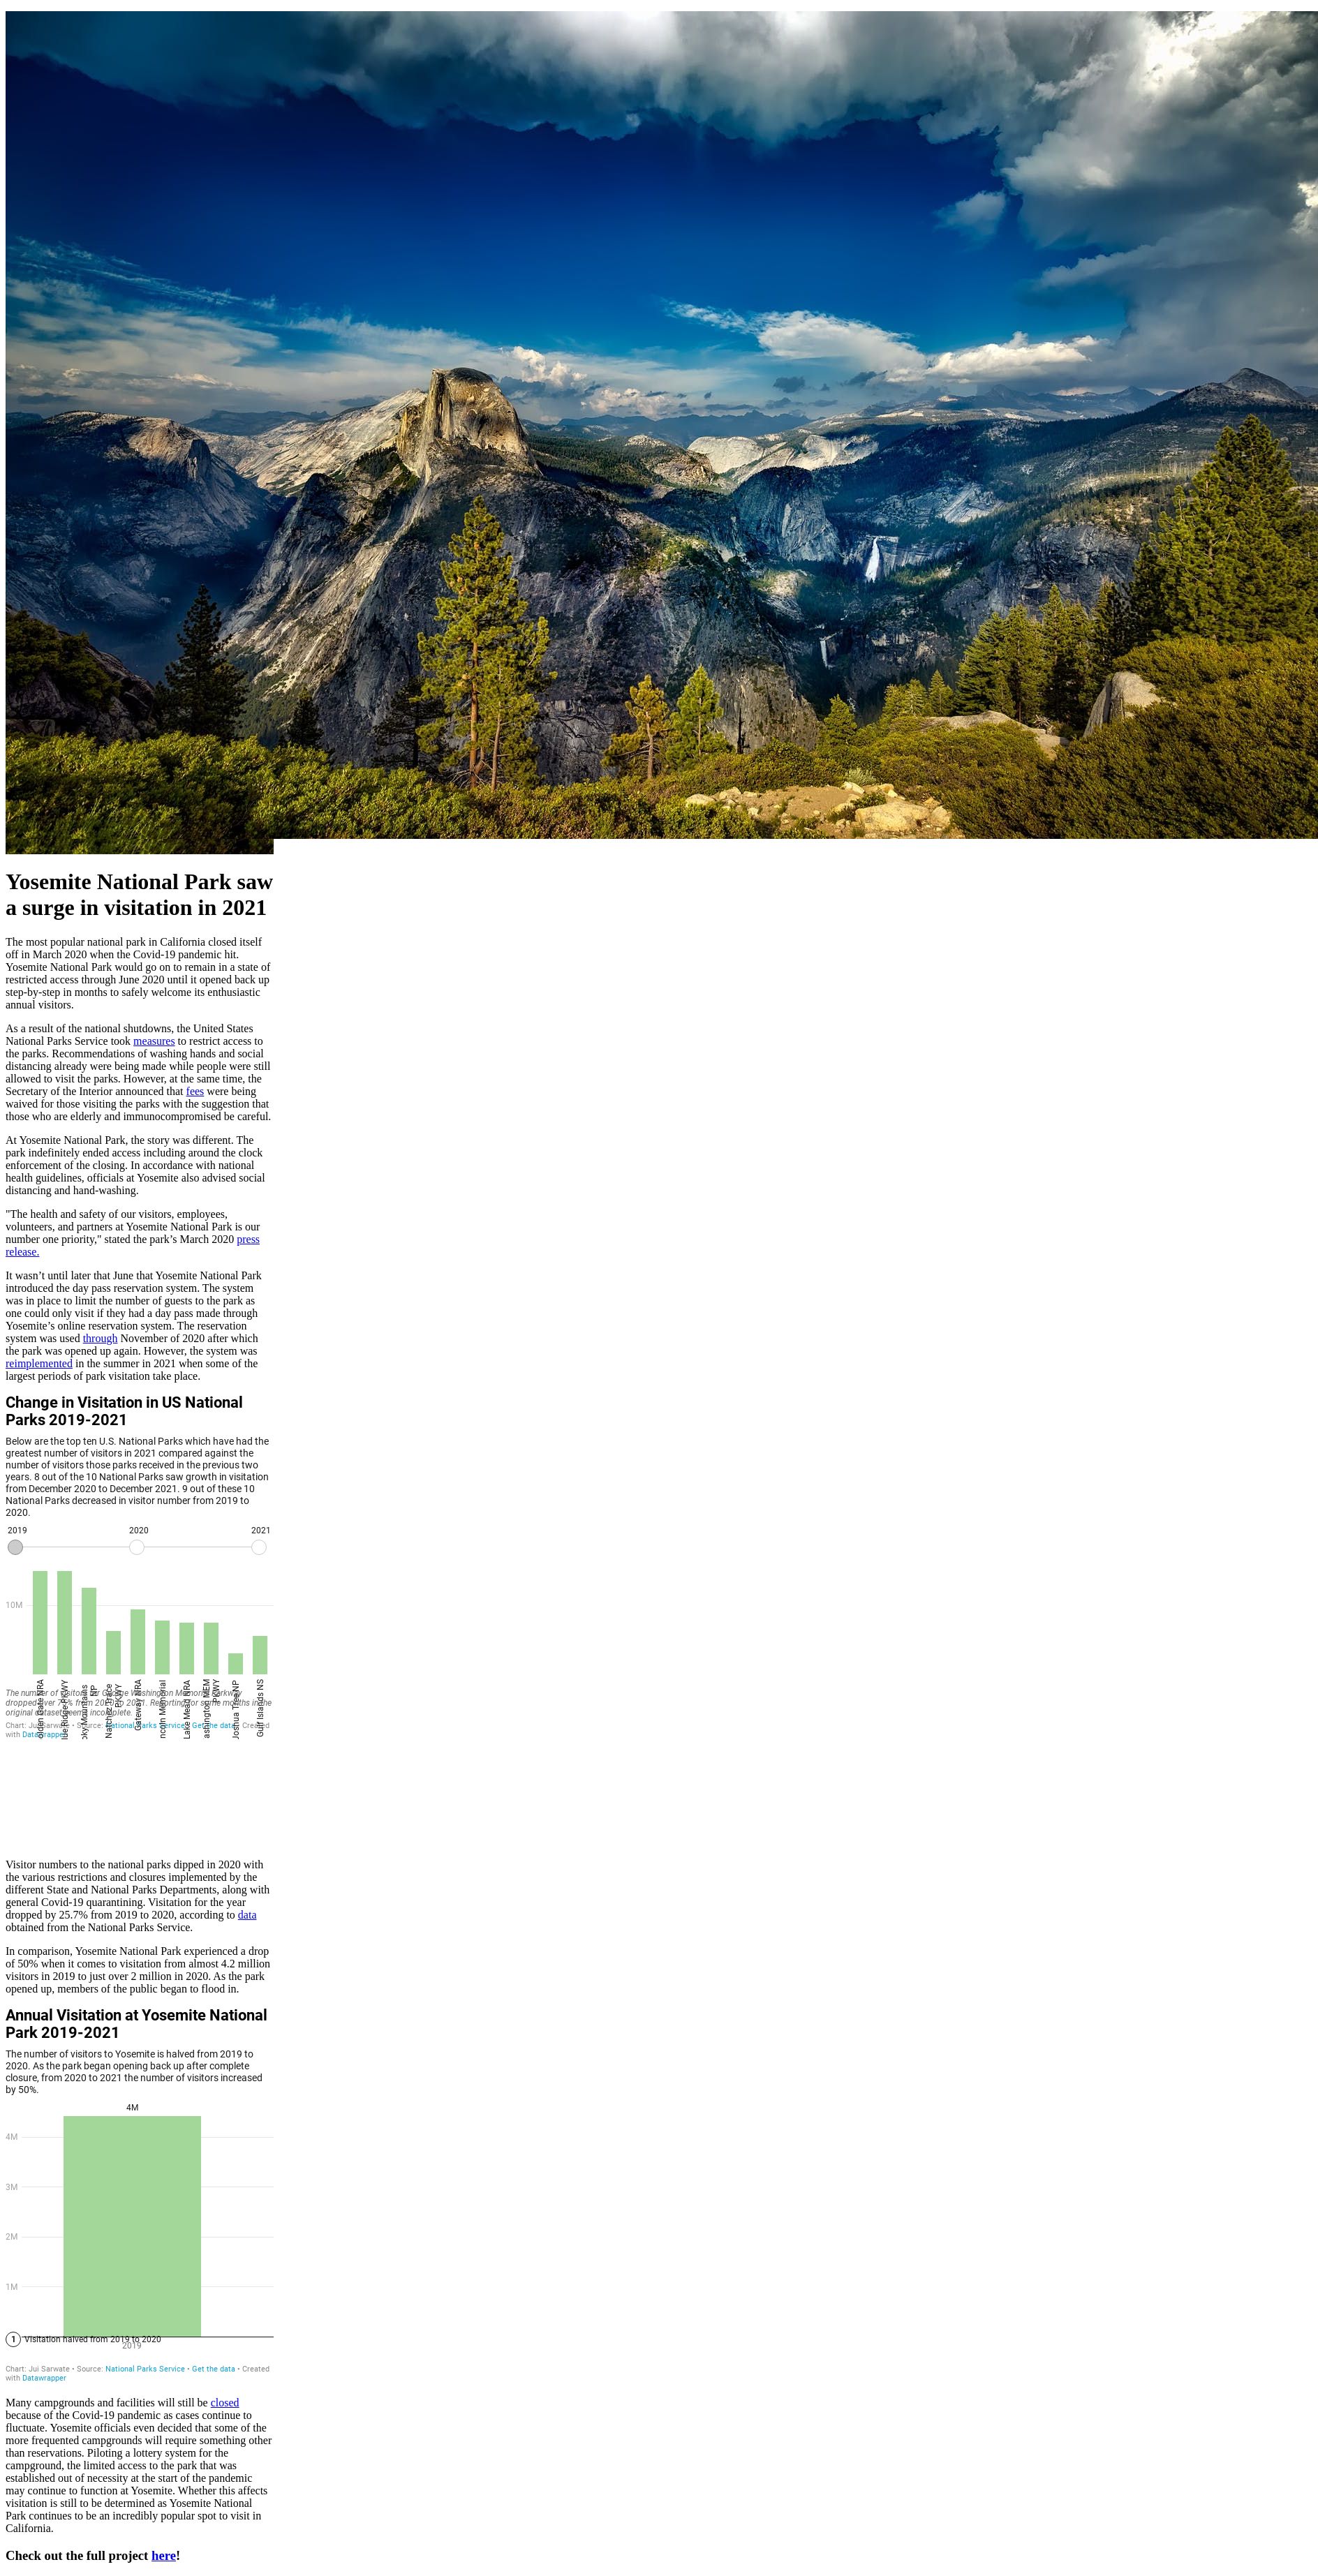 Yosemite National Park saw
a surge in visitation in 2021
The most popular national park in California closed itself
off in March 2020 when the Covid-19 pandemic hit.
Yosemite National Park would go on to remain in a state of
restricted access through June 2020 until it opened back up
step-by-step in months to safely welcome its enthusiastic
annual visitors.
As a result of the national shutdowns, the United States
National Parks Service took measures to restrict access to
the parks. Recommendations of washing hands and social
distancing already were being made while people were still
allowed to visit the parks. However, at the same time, the
Secretary of the Interior announced that fees were being
waived for those visiting the parks with the suggestion that
those who are elderly and immunocompromised be careful.
At Yosemite National Park, the story was different. The
park indefinitely ended access including around the clock
enforcement of the closing. In accordance with national
health guidelines, officials at Yosemite also advised social
distancing and hand-washing.
"The health and safety of our visitors, employees,
volunteers, and partners at Yosemite National Park is our
number one priority," stated the park’s March 2020 press
release.
It wasn’t until later that June that Yosemite National Park
introduced the day pass reservation system. The system
was in place to limit the number of guests to the park as
one could only visit if they had a day pass made through
Yosemite’s online reservation system. The reservation
system was used through November of 2020 after which
the park was opened up again. However, the system was
reimplemented in the summer in 2021 when some of the
largest periods of park visitation take place.
Change in Visitation in US National
Parks 2019-2021
Below are the top ten U.S. National Parks which have had the
greatest number of visitors in 2021 compared against the
number of visitors those parks received in the previous two
years. 8 out of the 10 National Parks saw growth in visitation
from December 2020 to December 2021. 9 out of these 10
National Parks decreased in visitor number from 2019 to
2020.
2019 2020 2021
10M
olden Gate NRA
lue Ridge PKWY
oky Mountains
NP
Natchez Trace
PKWY
Gateway NRA
ncoln Memorial
Lake Mead NRA
ashington MEM
PKWY
Joshua Tree NP
Gulf Islands NS
The number of visitors for George Washington Memorial Parkway
dropped over 7 % from 20 to 2021. Reporting for some months in the
original dataset seem incomplete.
Chart: Jui Sarwate • Source: National Parks Service • Get the data • Created
with Datawrapper
Visitor numbers to the national parks dipped in 2020 with
the various restrictions and closures implemented by the
different State and National Parks Departments, along with
general Covid-19 quarantining. Visitation for the year
dropped by 25.7% from 2019 to 2020, according to data
obtained from the National Parks Service.
In comparison, Yosemite National Park experienced a drop
of 50% when it comes to visitation from almost 4.2 million
visitors in 2019 to just over 2 million in 2020. As the park
opened up, members of the public began to flood in.
Annual Visitation at Yosemite National
Park 2019-2021
The number of visitors to Yosemite is halved from 2019 to
2020. As the park began opening back up after complete
closure, from 2020 to 2021 the number of visitors increased
by 50%.
4M
4M
3M
2M
1M
1 Visitation halved from 2019 to 2020
2019
Chart: Jui Sarwate • Source: National Parks Service • Get the data • Created
with Datawrapper
Many campgrounds and facilities will still be closed
because of the Covid-19 pandemic as cases continue to
fluctuate. Yosemite officials even decided that some of the
more frequented campgrounds will require something other
than reservations. Piloting a lottery system for the
campground, the limited access to the park that was
established out of necessity at the start of the pandemic
may continue to function at Yosemite. Whether this affects
visitation is still to be determined as Yosemite National
Park continues to be an incredibly popular spot to visit in
California.
Check out the full project here!